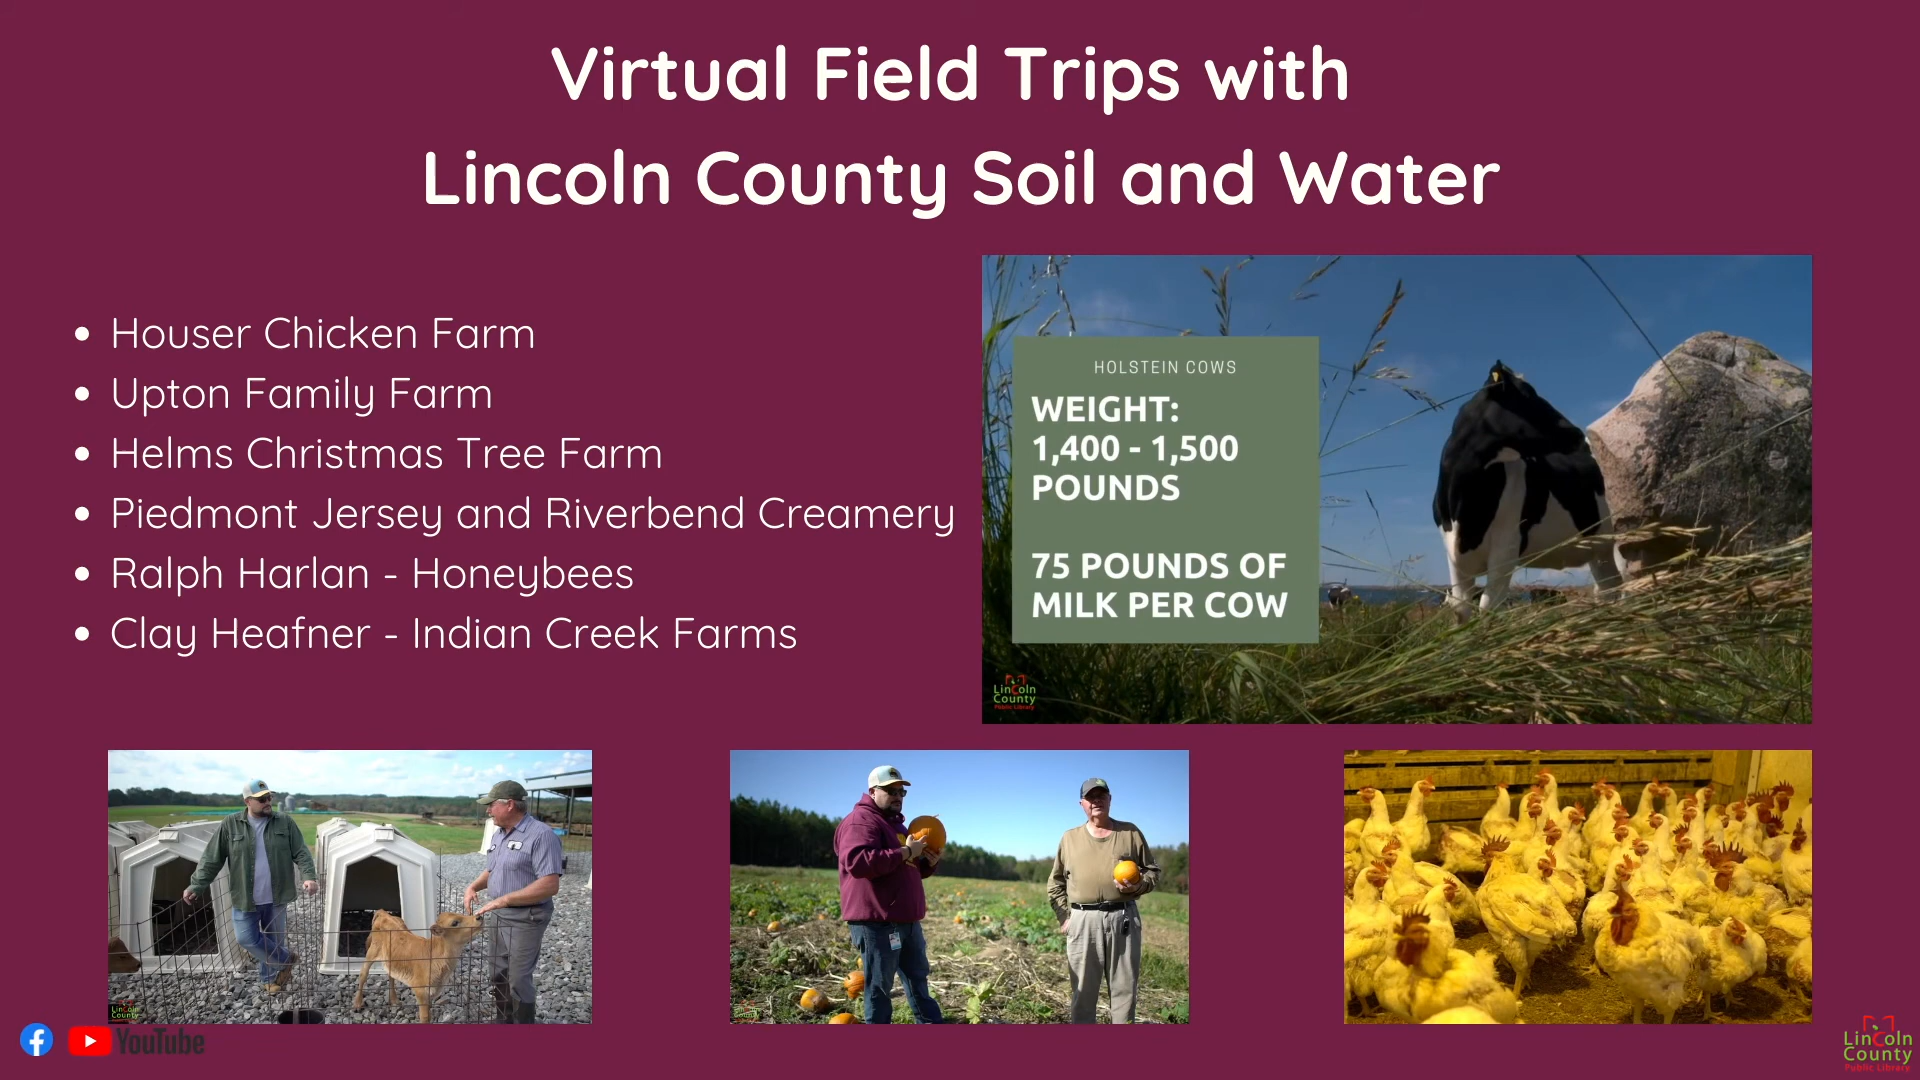 Virtual Field Trips with
Lincoln County Soil and Water
• Houser Chicken Farm
• Upton Family Farm
• Helms Christmas Tree Farm
• Piedmont Jersey and Riverbend Creamery
• Ralph Harlan - Honeybees
• Clay Heafner - Indian Creek Farms
HOLSTEIN COWS
WEIGHT:
1,400 - 1,500
POUNDS
75 POUNDS OF
MILK PER COW
Lincoln
County
Public Library
Lincoln
County
YouTube
Lincoln
County
Public Library